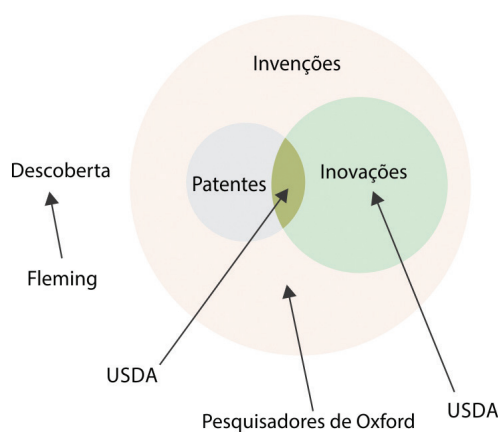 Invenções
Descoberta
Patentes
Inovações
Fleming
USDA
Pesquisadores de Oxford
USDA